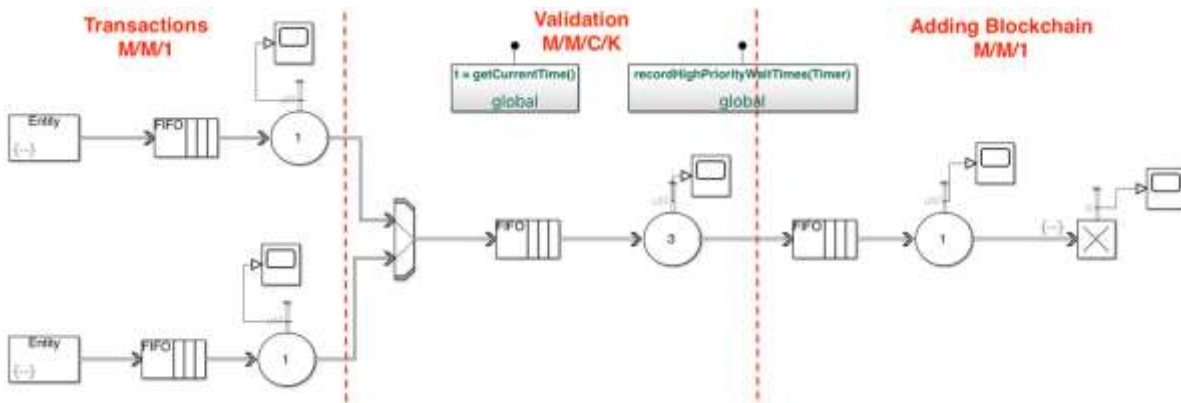 Transactions
M/M/1
Validation
M/M/C/K
Adding Blockchain
M/M/1
t = getCurrentTime()
global
recordHighPriorityWaitTimes(Timer)
global
Entity
{--}
FIFO
1
FIFO
3
FIFO
1
{--}
Entity
{--}
FIFO
1